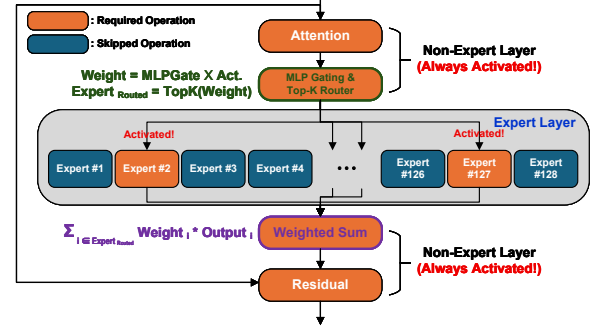 : Required Operation
: Skipped Operation
Attention
Non-Expert Layer
(Always Activated!)
Weight = MLPGate X Act.
Expert Routed = TopK(Weight)
MLP Gating &
Top-K Router
Expert Layer
Activated!
Activated!
Expert #1
Expert #2
Expert #3
Expert #4
...
Expert
#126
Expert
#127
Expert
#128
Σ i ∈ Expert Routed Weight i * Output i
Weighted Sum
Non-Expert Layer
(Always Activated!)
Residual